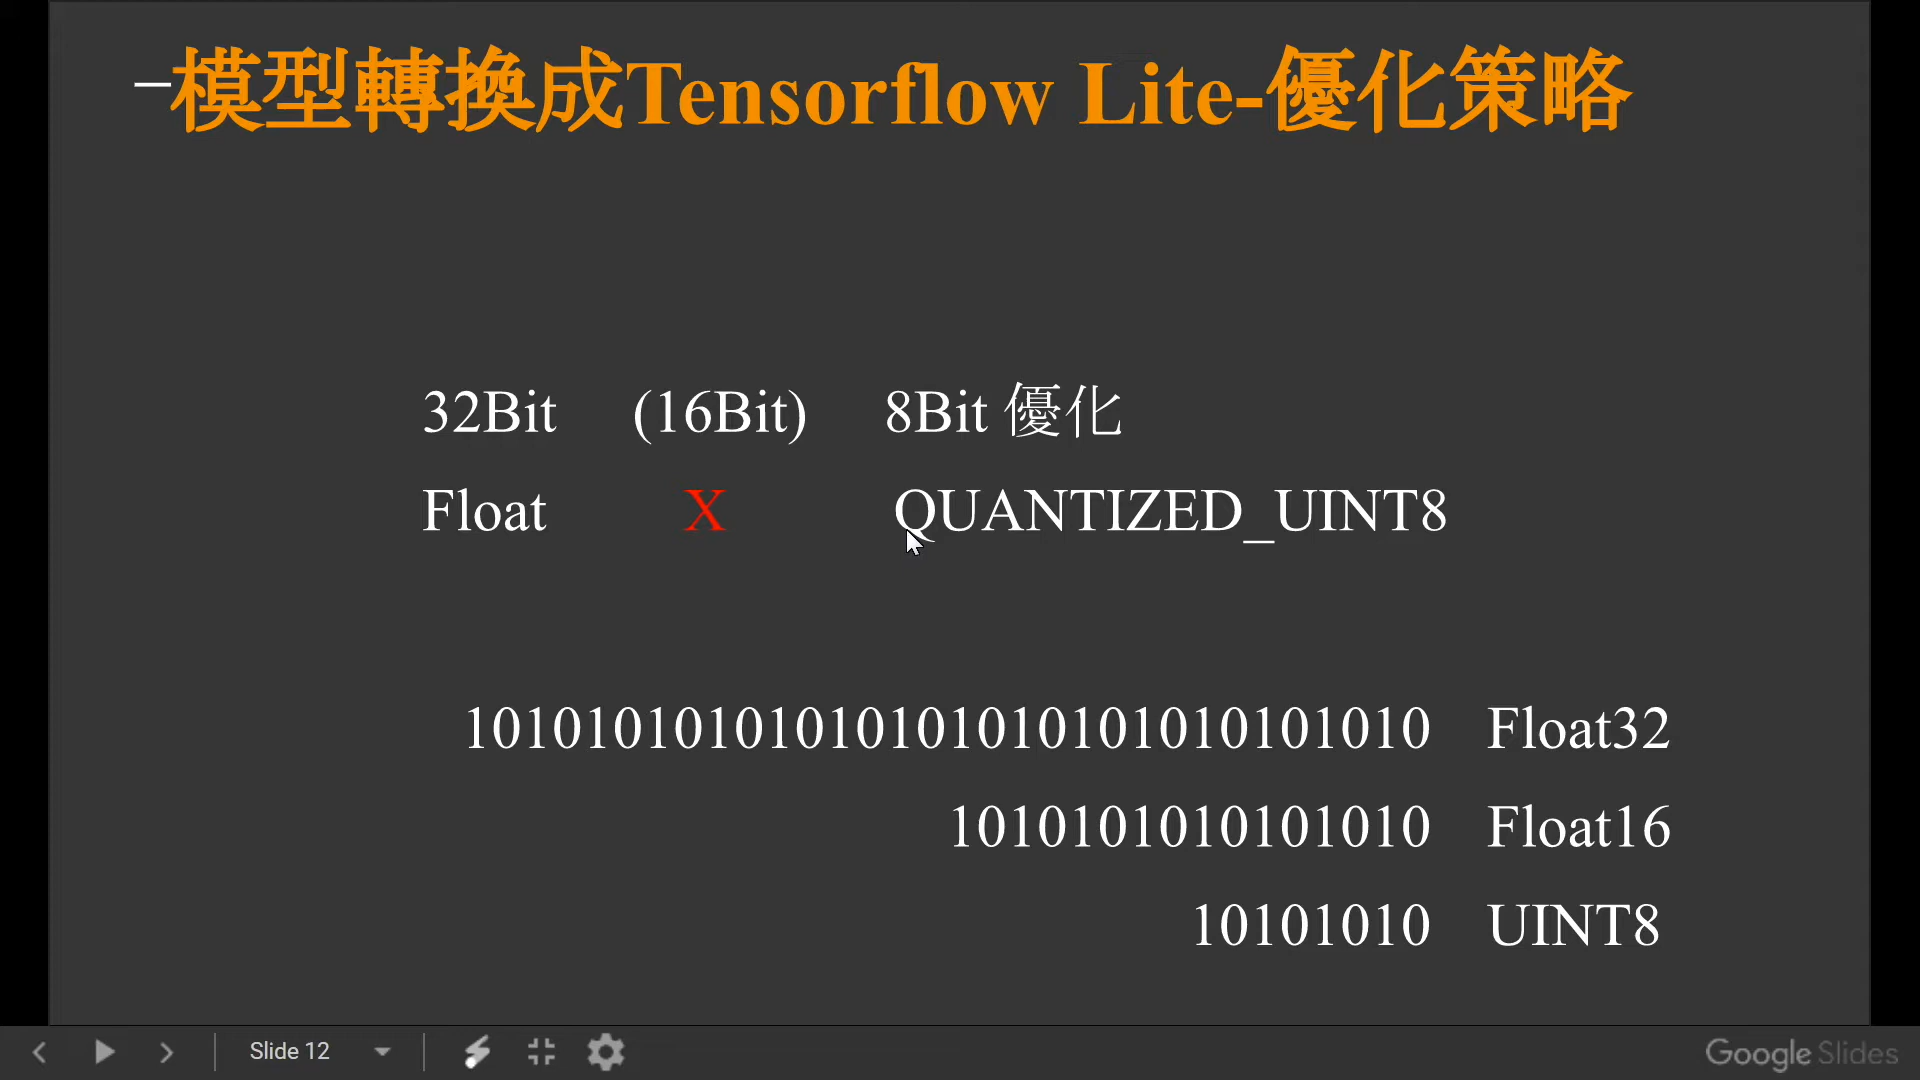 –模型轉換成Tensorflow Lite-優化策略
32Bit (16Bit) 8Bit 優化
Float X QUANTIZED_UINT8
10101010101010101010101010101010 Float32
1010101010101010 Float16
10101010 UINT8
Slide 12
Google Slides